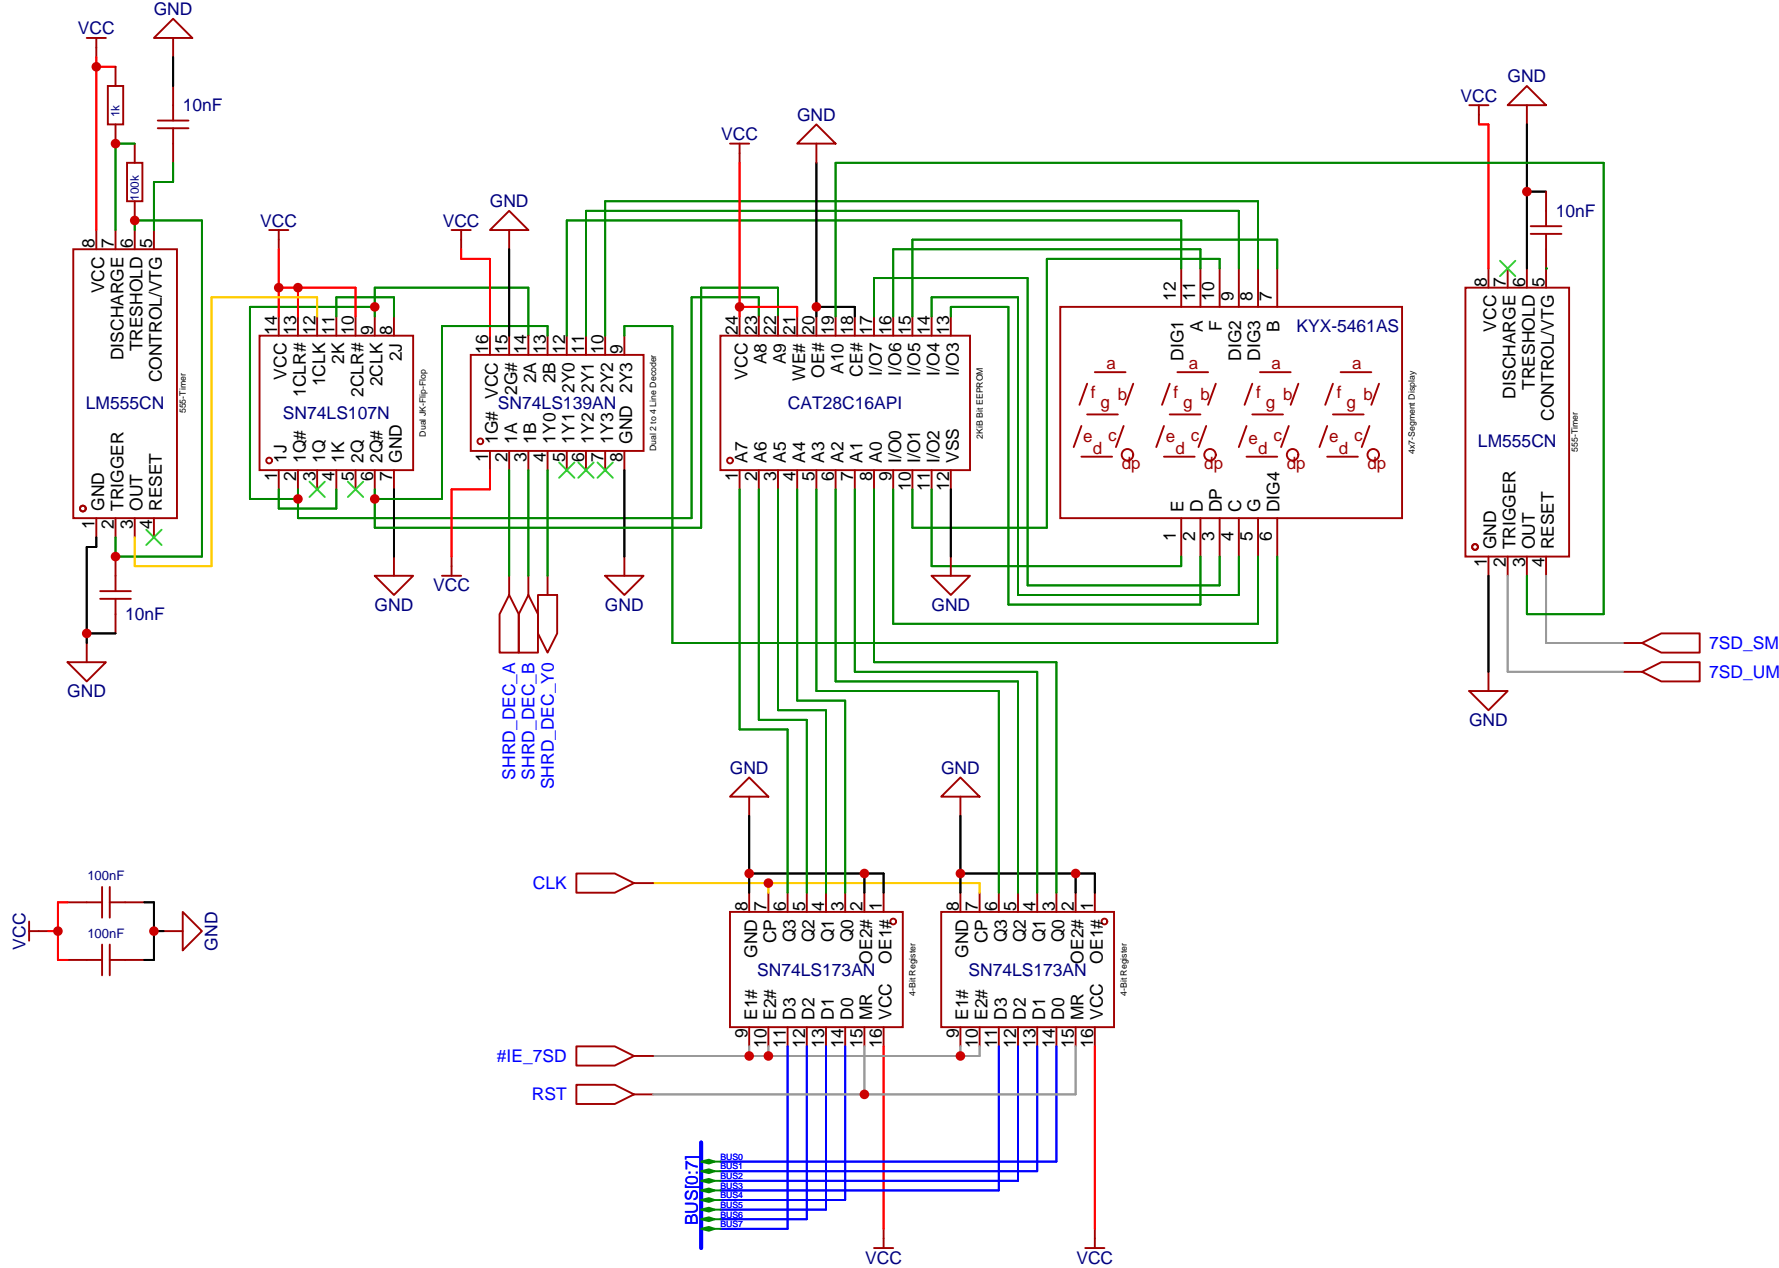 VCC
GND
1k
10nF
100k
8
7
6
5
VCC
DISCHARGE
TRESHOLD
CONTROL/VTG
LM555CN
555-Timer
GND
TRIGGER
OUT
RESET
1
2
3
4
10nF
GND
VCC
14
13
12
11
10
9
8
VCC
1CLR#
1CLK
2K
2CLR#
2CLK
2J
SN74LS107N
Dual JK-Flip-Flop
1J
1Q#
1Q
1K
2Q
2Q#
GND
1
2
3
4
5
6
7
GND
VCC
GND
16
15
14
13
12
11
10
9
VCC
2G#
2A
2B
2Y0
2Y1
2Y2
2Y3
SN74LS139AN
Dual 2 to 4 Line Decoder
1G#
1A
1B
1Y0
1Y1
1Y2
1Y3
GND
1
2
3
4
5
6
7
8
VCC
GND
SHRD_DEC_A
SHRD_DEC_B
SHRD_DEC_Y0
VCC
GND
24
23
22
21
20
19
18
17
16
15
14
13
VCC
A8
A9
WE#
OE#
A10
CE#
I/O7
I/O6
I/O5
I/O4
I/O3
CAT28C16API
2KiB Bit EEPROM
A7
A6
A5
A4
A3
A2
A1
A0
I/O0
I/O1
I/O2
VSS
1
2
3
4
5
6
7
8
9
10
11
12
GND
12
11
10
9
8
7
DIG1
A
F
DIG2
DIG3
B
KYX-5461AS
a
f
g
b
e
d
c
dp
a
f
g
b
e
d
c
dp
a
f
g
b
e
d
c
dp
a
f
g
b
e
d
c
dp
4x7-Segment Display
E
D
DP
C
G
DIG4
1
2
3
4
5
6
VCC
GND
10nF
8
7
6
5
VCC
DISCHARGE
TRESHOLD
CONTROL/VTG
LM555CN
555-Timer
GND
TRIGGER
OUT
RESET
1
2
3
4
GND
7SD_SM
7SD_UM
VCC
100nF
100nF
GND
GND
GND
CLK
8
7
6
5
4
3
2
1
GND
CP
Q3
Q2
Q1
Q0
OE2#
OE1#
SN74LS173AN
4-Bit Register
E1#
E2#
D3
D2
D1
D0
MR
VCC
9
10
11
12
13
14
15
16
8
7
6
5
4
3
2
1
GND
CP
Q3
Q2
Q1
Q0
OE2#
OE1#
SN74LS173AN
4-Bit Register
E1#
E2#
D3
D2
D1
D0
MR
VCC
9
10
11
12
13
14
15
16
#IE_7SD
RST
BUS[0:7]
BUS0
BUS1
BUS2
BUS3
BUS4
BUS5
BUS6
BUS7
VCC
VCC